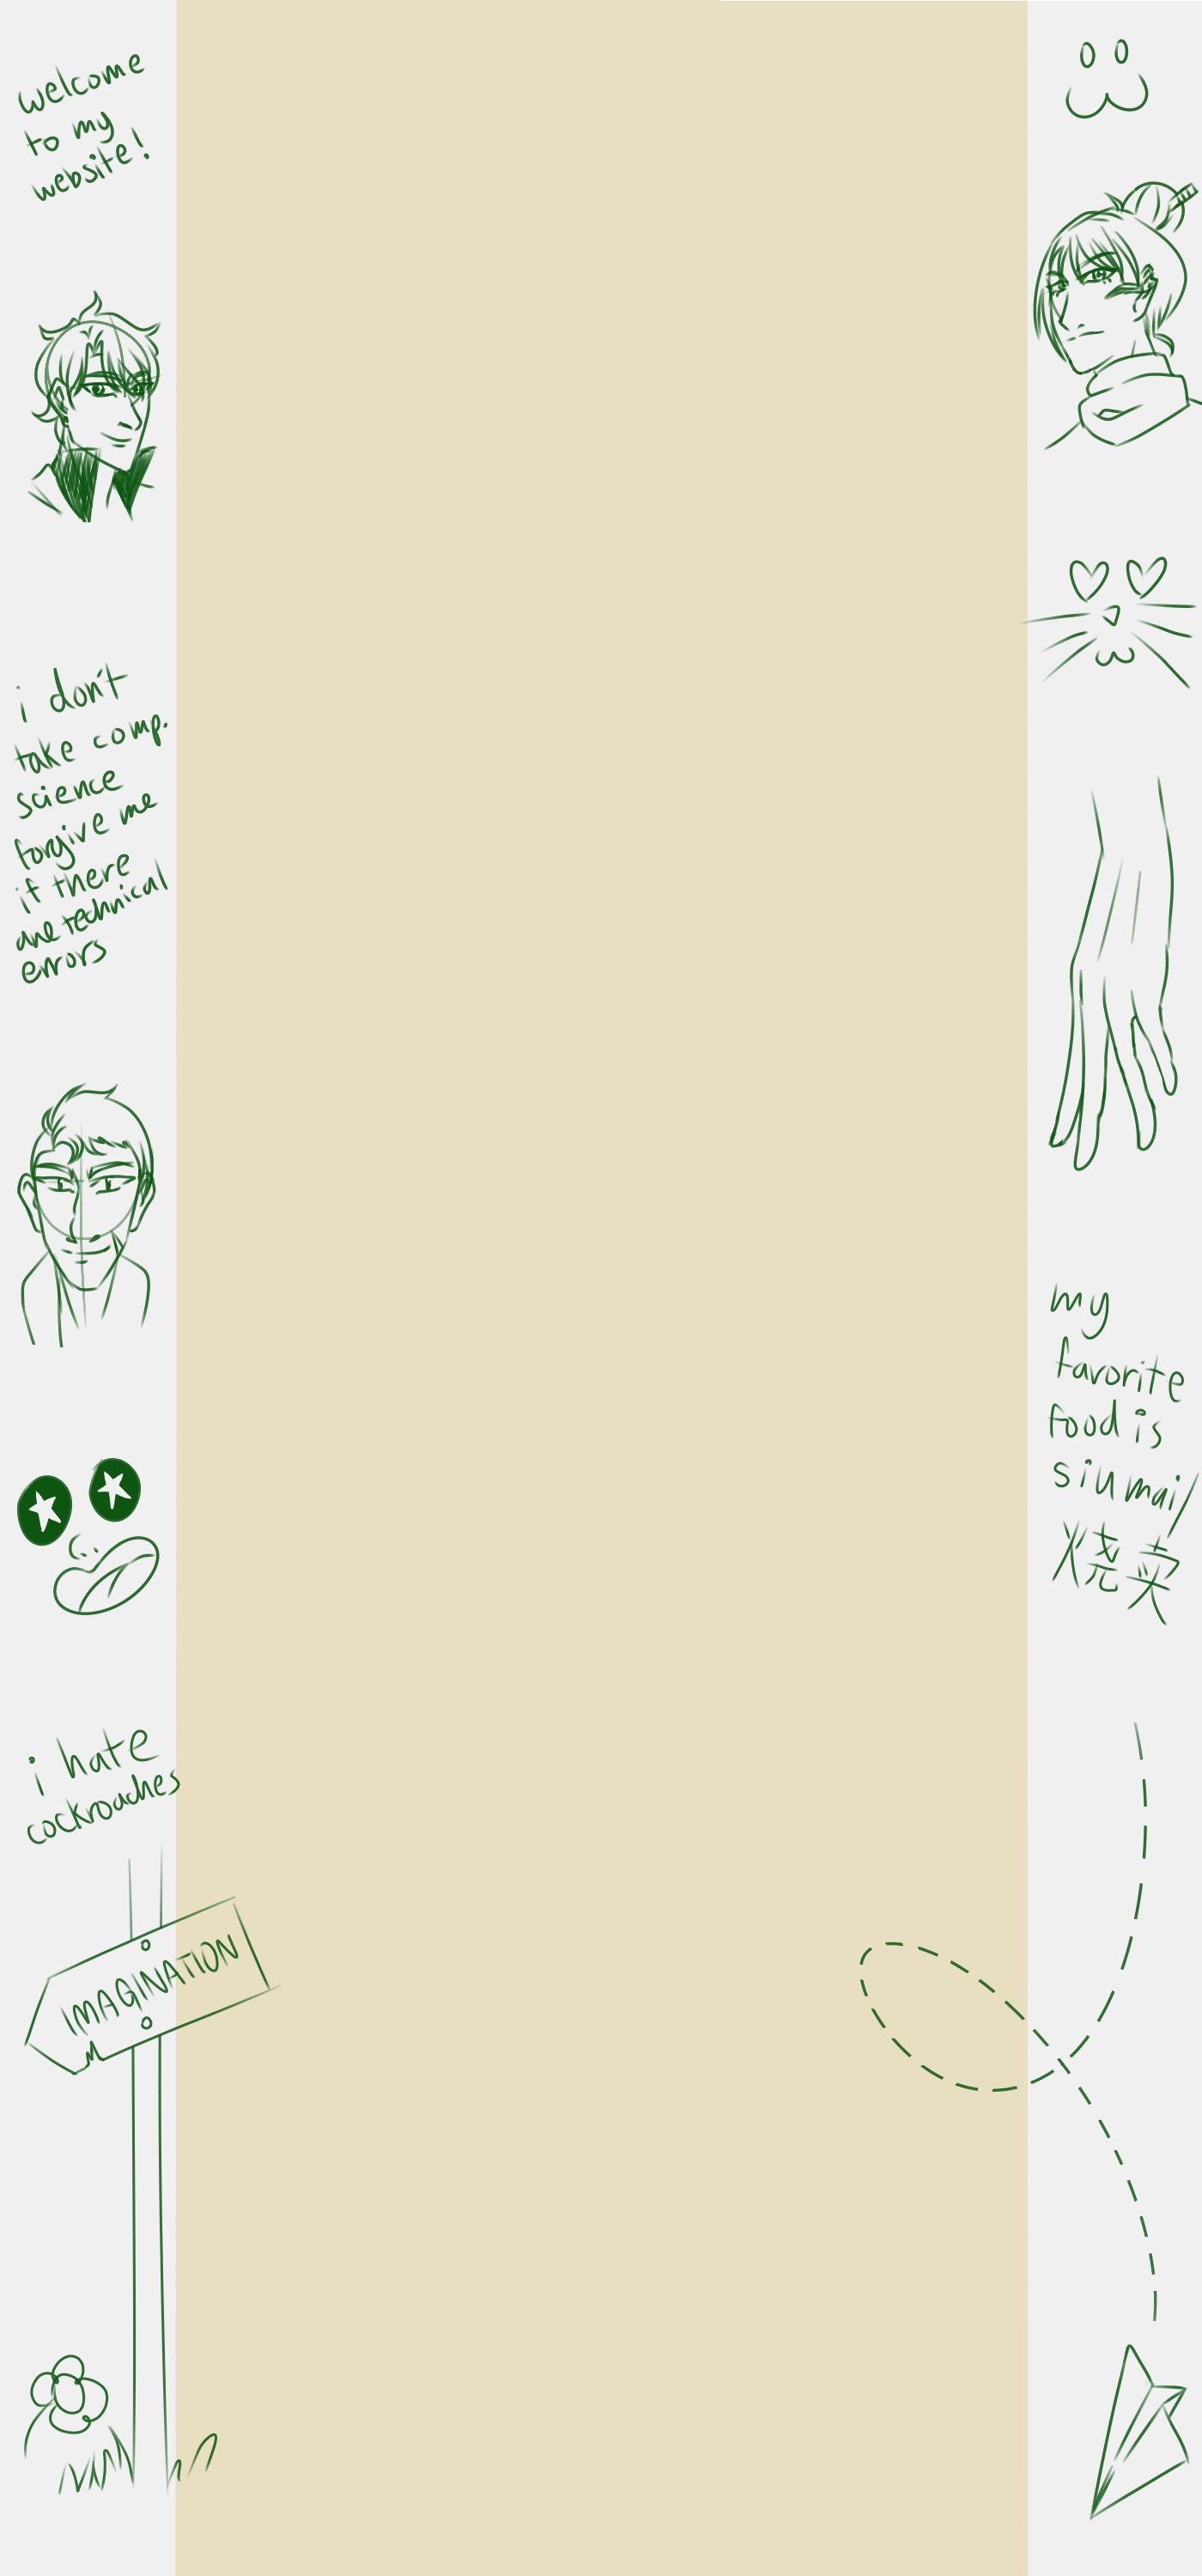 welcome
to my
website!
i don't
take comp.
science
forgive me
if there
are technical
errors
i hate
cockroaches
IMAGINATION
my
favorite
food is
siu mai/
烧卖